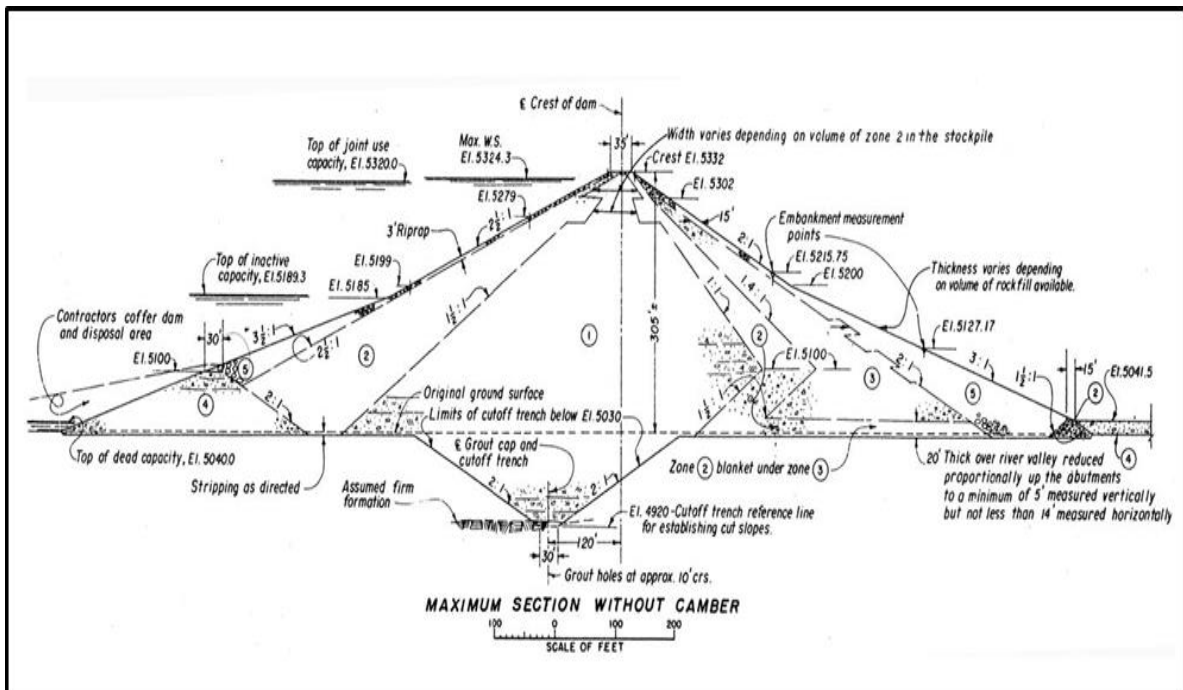 ℄ Crest of dam
35'
Width varies depending on volume of zone 2 in the stockpile
Top of joint use
capacity, El.5320.0
Max. W.S.
El.5324.3
Crest El.5332
El.5302
El.5279
2½:1
3' Riprap
15'
2:1
Embankment measurement
points
El.5215.75
El.5200
Thickness varies depending
on volume of rockfill available.
Top of inactive
capacity, El.5189.3
El.5199
El.5185
1½:1
1:1
1.4:1
El.5127.17
Contractors coffer dam
and disposal area
30'
3½:1
2½:1
El.5100
5
4
2:1
2
1
305'±
2
El.5100
1½:1
3
2½:1
5
3:1
1½:1
15'
2
El.5041.5
4
Original ground surface
Limits of cutoff trench below El.5030
Top of dead capacity, El.5040.0
Stripping as directed
℄ Grout cap and
cutoff trench
2:1
2:1
Zone 2 blanket under zone 3
20' Thick over river valley reduced
proportionally up the abutments
to a minimum of 5' measured vertically
but not less than 14' measured horizontally
Assumed firm
formation
El. 4920-Cutoff trench reference line
for establishing cut slopes.
120'
30'
Grout holes at approx. 10' crs.
MAXIMUM SECTION WITHOUT CAMBER
100 0 100 200
SCALE OF FEET